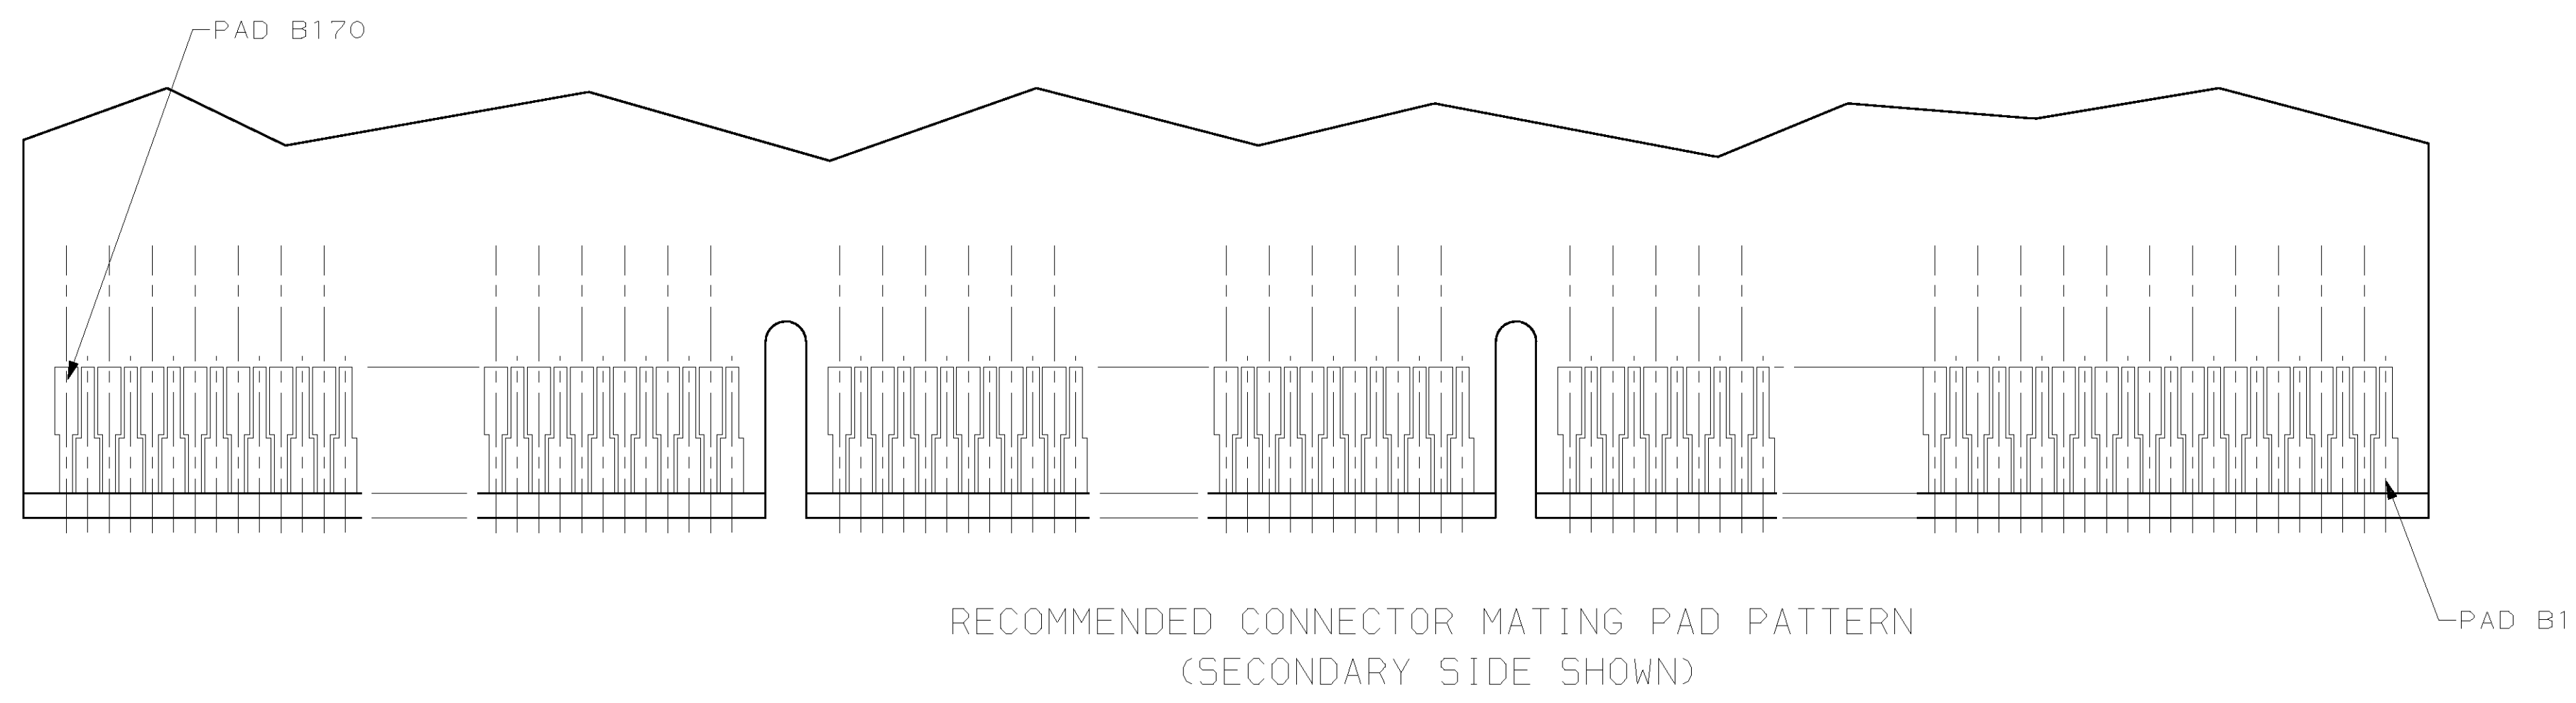 PAD B170
RECOMMENDED CONNECTOR MATING PAD PATTERN
(SECONDARY SIDE SHOWN)
PAD B1